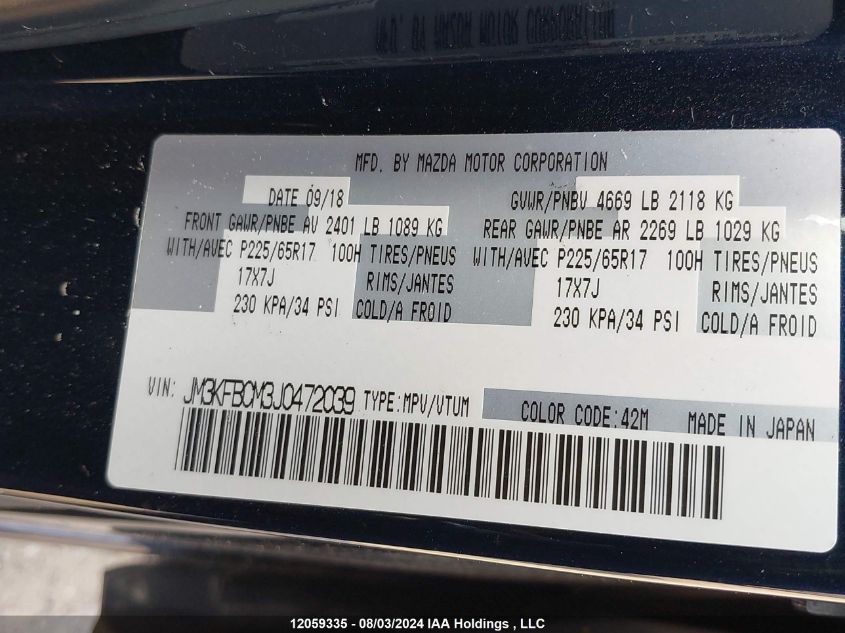 MFD. BY MAZDA MOTOR CORPORATION
DATE 09/18 GVWR/PNBV 4669 LB 2118 KG
FRONT GAWR/PNBE AV 2401 LB 1089 KG REAR GAWR/PNBE AR 2269 LB 1029 KG
WITH/AVEC P225/65R17 100H TIRES/PNEUS WITH/AVEC P225/65R17 100H TIRES/PNEUS
17X7J RIMS/JANTES 17X7J RIMS/JANTES
230 KPA/34 PSI COLD/A FROID 230 KPA/34 PSI COLD/A FROID
VIN: JM3KFBCM3J0472039 TYPE:MPV/VTUM COLOR CODE:42M MADE IN JAPAN
12059335 - 08/03/2024 IAA Holdings , LLC